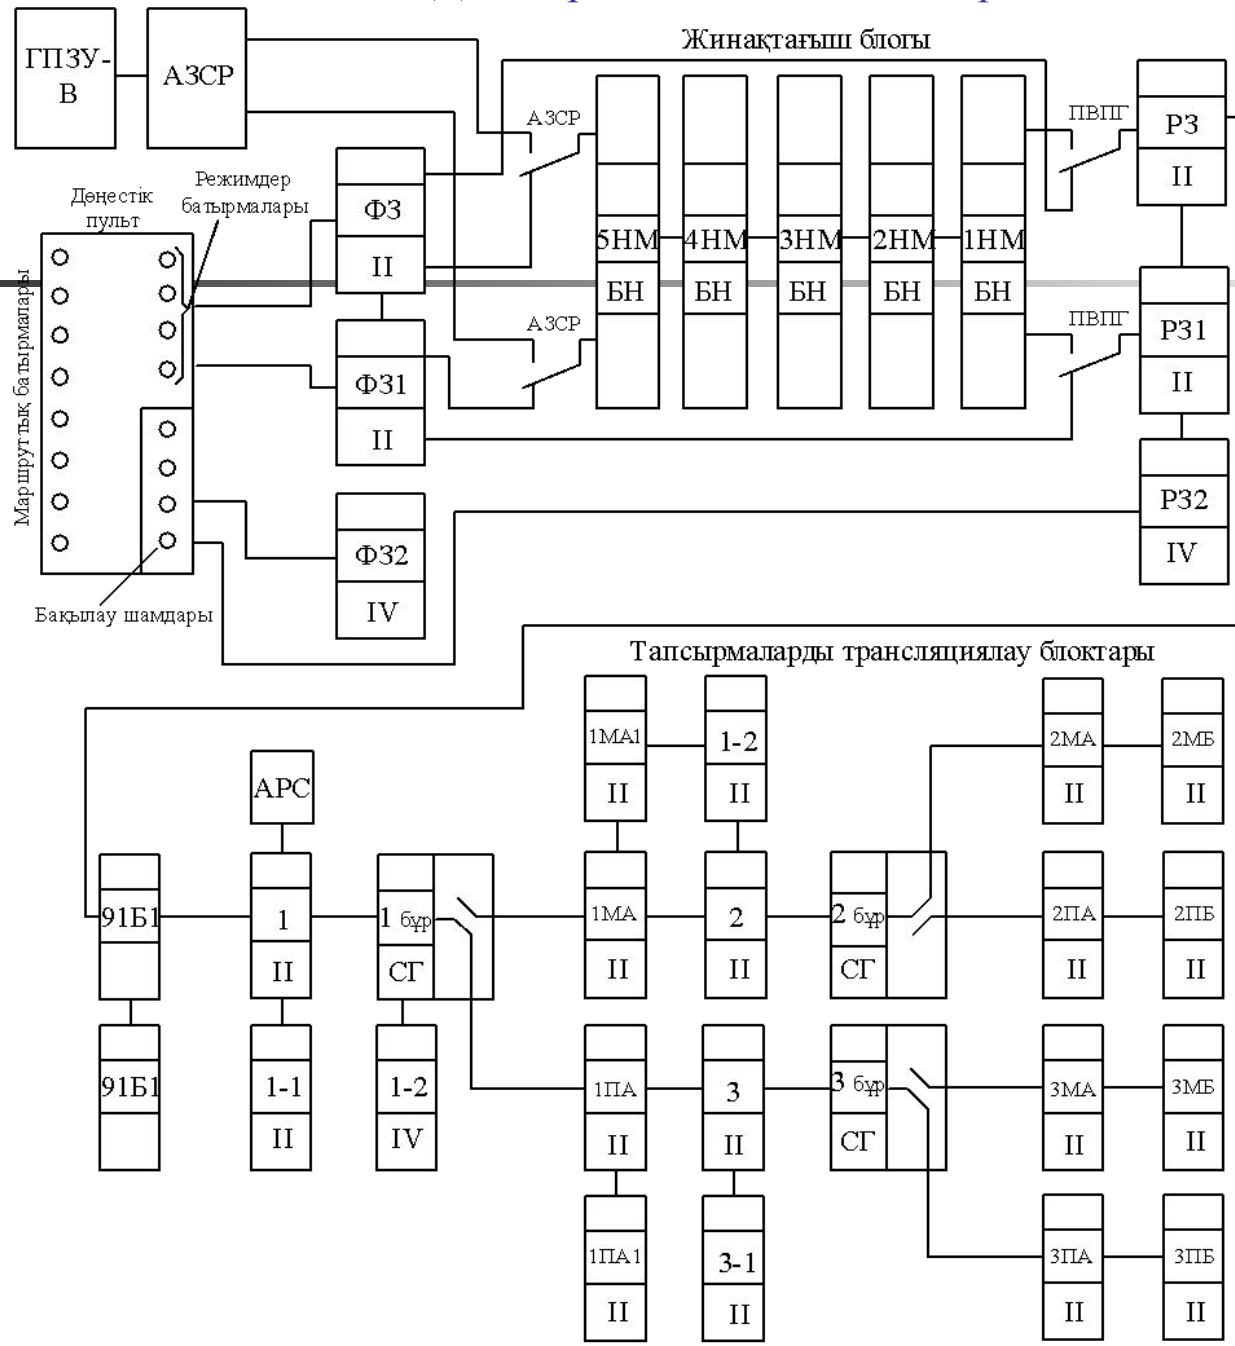 Жинақтағыш блогы
ГПЗУ-
В
АЗСР
АЗСР
ПВПГ
РЗ
II
Дөңестік
пульт
Режимдер
батырмалары
ФЗ
II
5НМ
4НМ
3НМ
2НМ
1НМ
БН
БН
БН
БН
БН
Маршруттық батырмалары
АЗСР
ПВПГ
РЗ1
II
ФЗ1
II
РЗ2
IV
ФЗ2
IV
Бақылау шамдары
Тапсырмаларды трансляциялау блоктары
1МА1
II
1-2
II
2МА
II
2МБ
II
АРС
91Б1
1
II
1 бұр
СГ
1МА
II
2
II
2 бұр
СГ
2ПА
II
2ПБ
II
91Б1
1-1
II
1-2
IV
1ПА
II
3
II
3 бұр
СГ
3МА
II
3МБ
II
1ПА1
II
3-1
II
3ПА
II
3ПБ
II